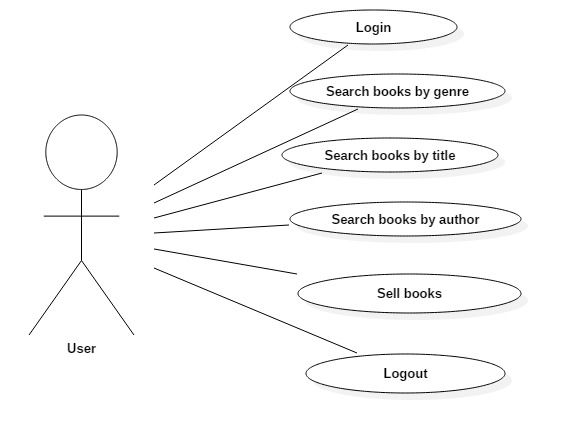 Login
Search books by genre
Search books by title
Search books by author
Sell books
Logout
User